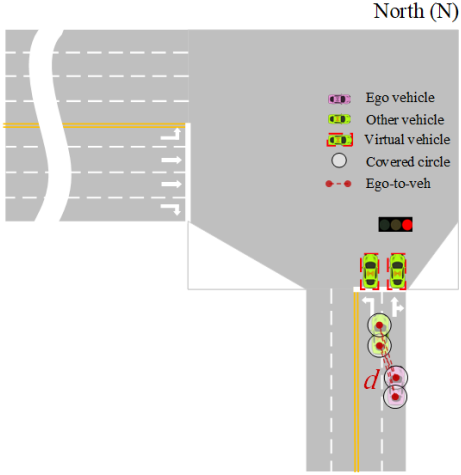 North (N)
Ego vehicle
Other vehicle
Virtual vehicle
Covered circle
Ego-to-veh
d